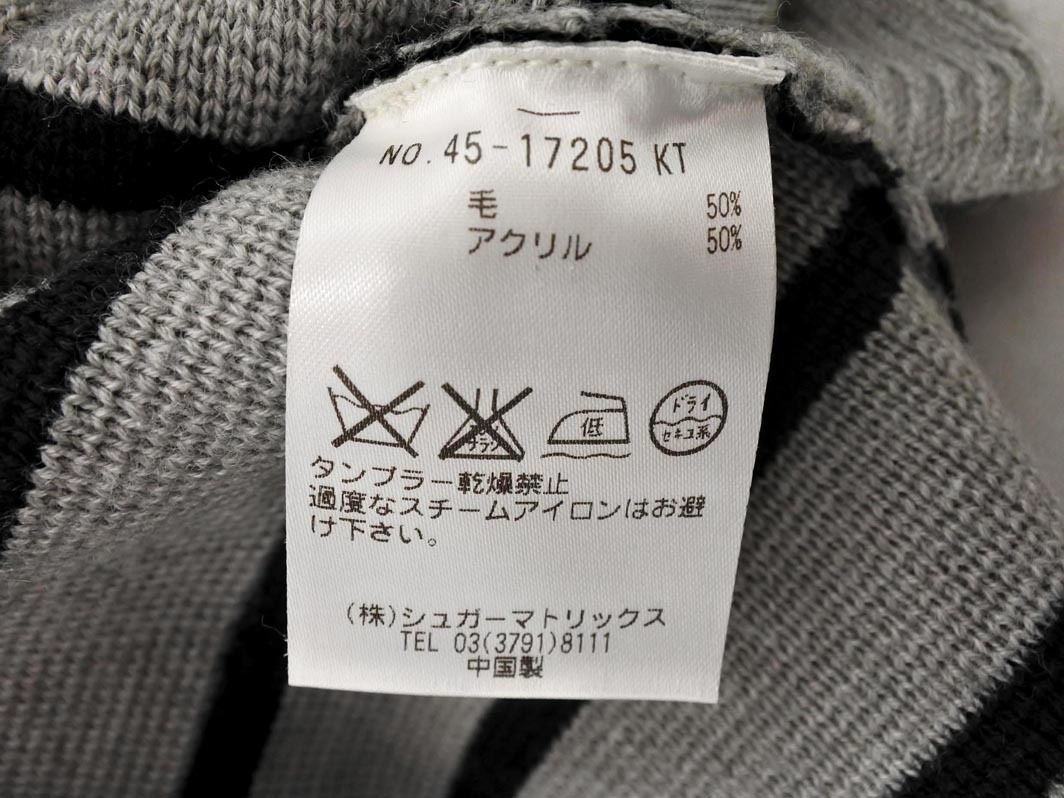 NO. 45-17205 KT
毛 50%
アクリル 50%
低 ドライ
セキユ系
タンブラー乾燥禁止
過度なスチームアイロンはお避
け下さい。
(株)シュガーマトリックス
TEL 03(3791)8111
中国製